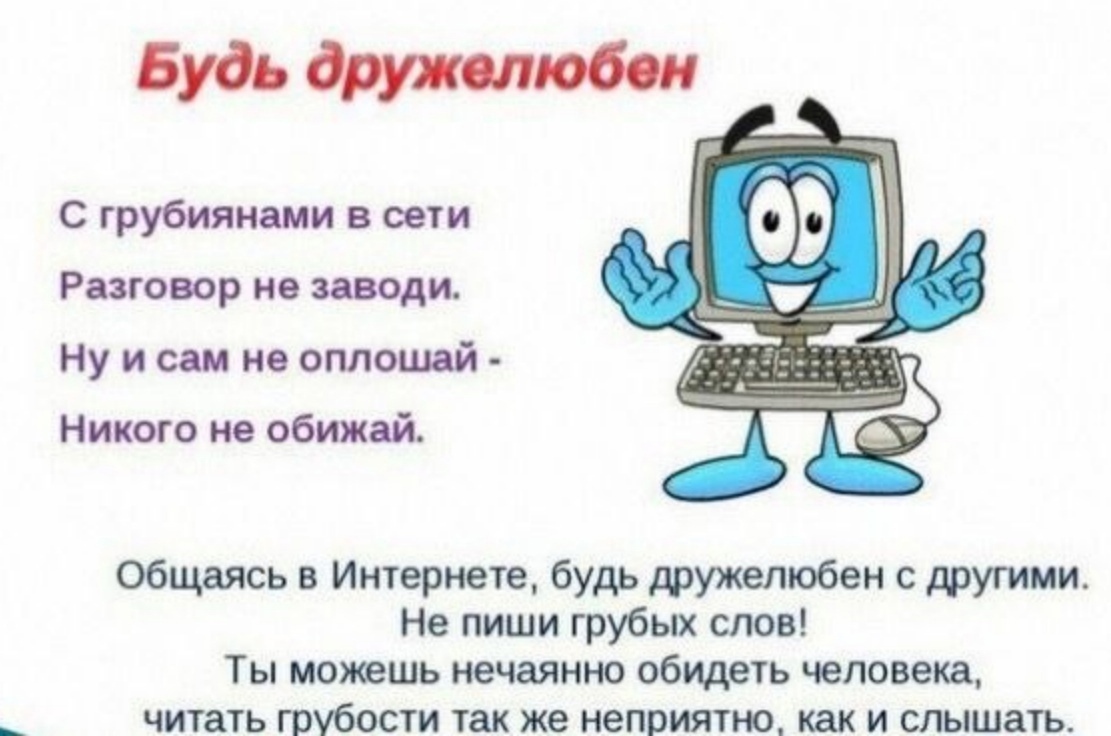 Будь дружелюбен
С грубиянами в сети
Разговор не заводи.
Ну и сам не оплошай -
Никого не обижай.
Общаясь в Интернете, будь дружелюбен с другими.
Не пиши грубых слов!
Ты можешь нечаянно обидеть человека,
читать грубости так же неприятно, как и слышать.